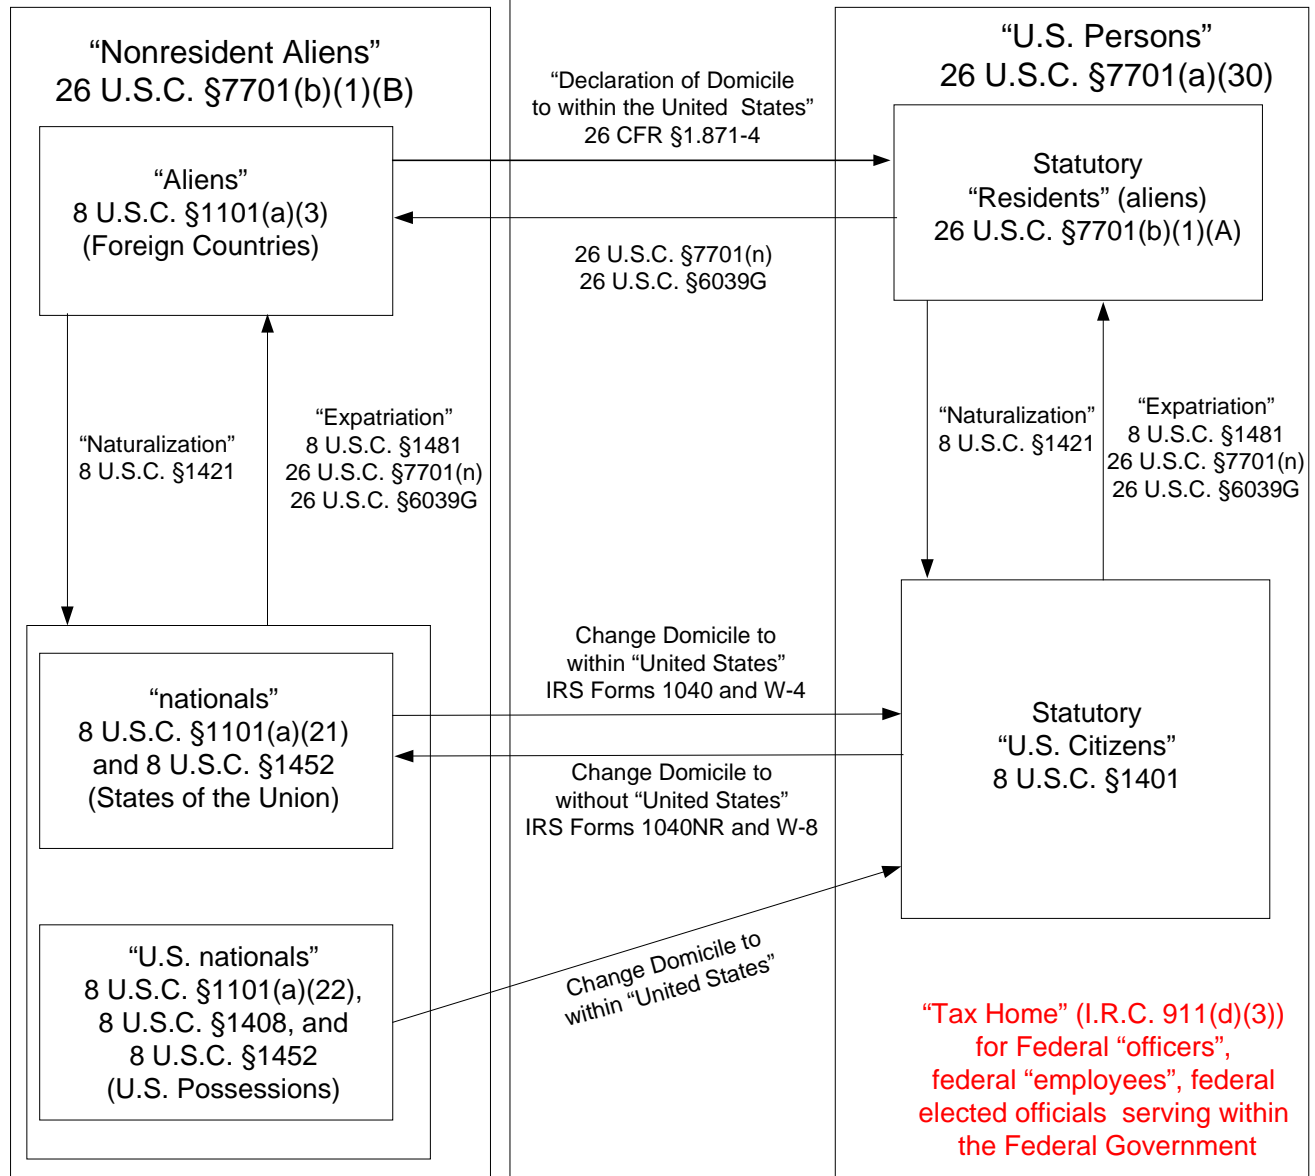 “Nonresident Aliens”
26 U.S.C. §7701(b)(1)(B)
“Aliens”
8 U.S.C. §1101(a)(3)
(Foreign Countries)
“Naturalization”
8 U.S.C. §1421
“Expatriation”
8 U.S.C. §1481
26 U.S.C. §7701(n)
26 U.S.C. §6039G
“nationals”
8 U.S.C. §1101(a)(21)
and 8 U.S.C. §1452
(States of the Union)
“U.S. nationals”
8 U.S.C. §1101(a)(22),
8 U.S.C. §1408, and
8 U.S.C. §1452
(U.S. Possessions)
“Declaration of Domicile
to within the United States”
26 CFR §1.871-4
26 U.S.C. §7701(n)
26 U.S.C. §6039G
Change Domicile to
within “United States”
IRS Forms 1040 and W-4
Change Domicile to
without “United States”
IRS Forms 1040NR and W-8
Change Domicile to
within “United States”
“U.S. Persons”
26 U.S.C. §7701(a)(30)
Statutory
“Residents” (aliens)
26 U.S.C. §7701(b)(1)(A)
“Naturalization”
8 U.S.C. §1421
“Expatriation”
8 U.S.C. §1481
26 U.S.C. §7701(n)
26 U.S.C. §6039G
Statutory
“U.S. Citizens”
8 U.S.C. §1401
“Tax Home” (I.R.C. 911(d)(3))
for Federal “officers”,
federal “employees”, federal
elected officials serving within
the Federal Government